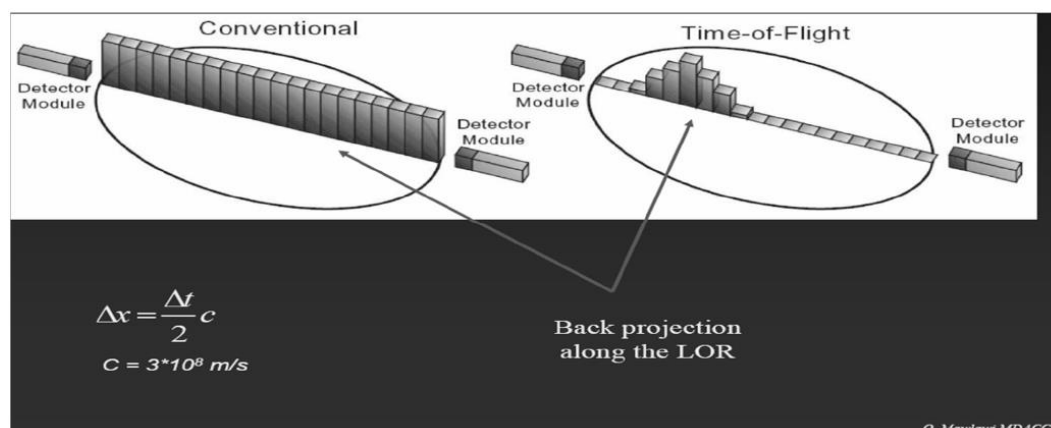 Conventional
Time-of-Flight
Detector
Module
Detector
Module
Detector
Module
Detector
Module
Δx = Δt/2 c
C = 3*10⁸ m/s
Back projection
along the LOR